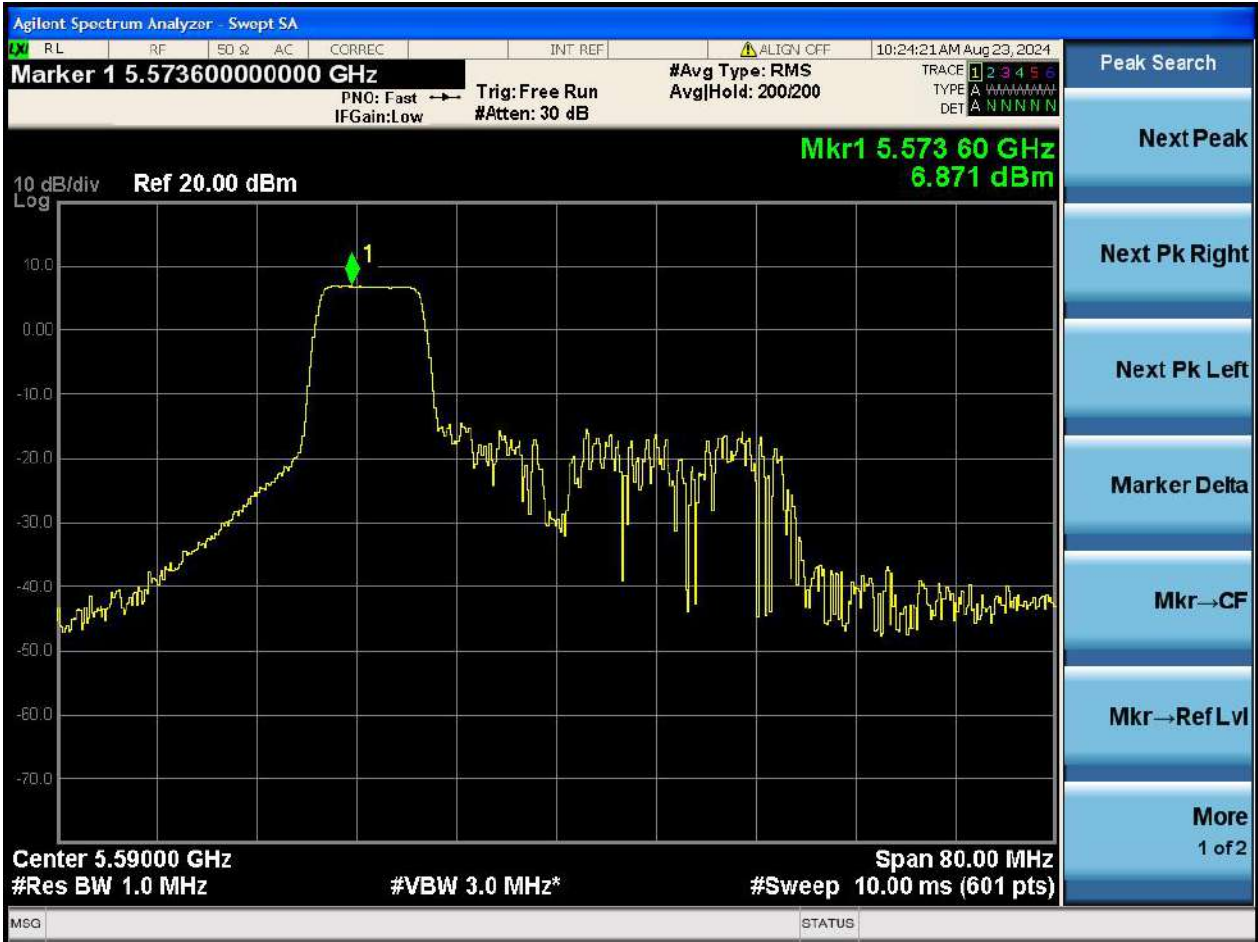 Agilent Spectrum Analyzer - Swept SA
LXI RL RF 50 Ω AC CORREC INT REF ALIGN OFF 10:24:21 AM Aug 23, 2024
Marker 1 5.573600000000 GHz
PNO: Fast
IFGain:Low
Trig: Free Run
#Atten: 30 dB
#Avg Type: RMS
Avg|Hold: 200/200
TRACE 1 2 3 4 5 6
TYPE A WWWWW
DET A N N N N N
Mkr1 5.573 60 GHz
6.871 dBm
10 dB/div Ref 20.00 dBm
Log
1
10.0
0.00
-10.0
-20.0
-30.0
-40.0
-50.0
-60.0
-70.0
Center 5.59000 GHz Span 80.00 MHz
#Res BW 1.0 MHz #VBW 3.0 MHz* #Sweep 10.00 ms (601 pts)
MSG STATUS
Peak Search
Next Peak
Next Pk Right
Next Pk Left
Marker Delta
Mkr→CF
Mkr→Ref Lvl
More
1 of 2